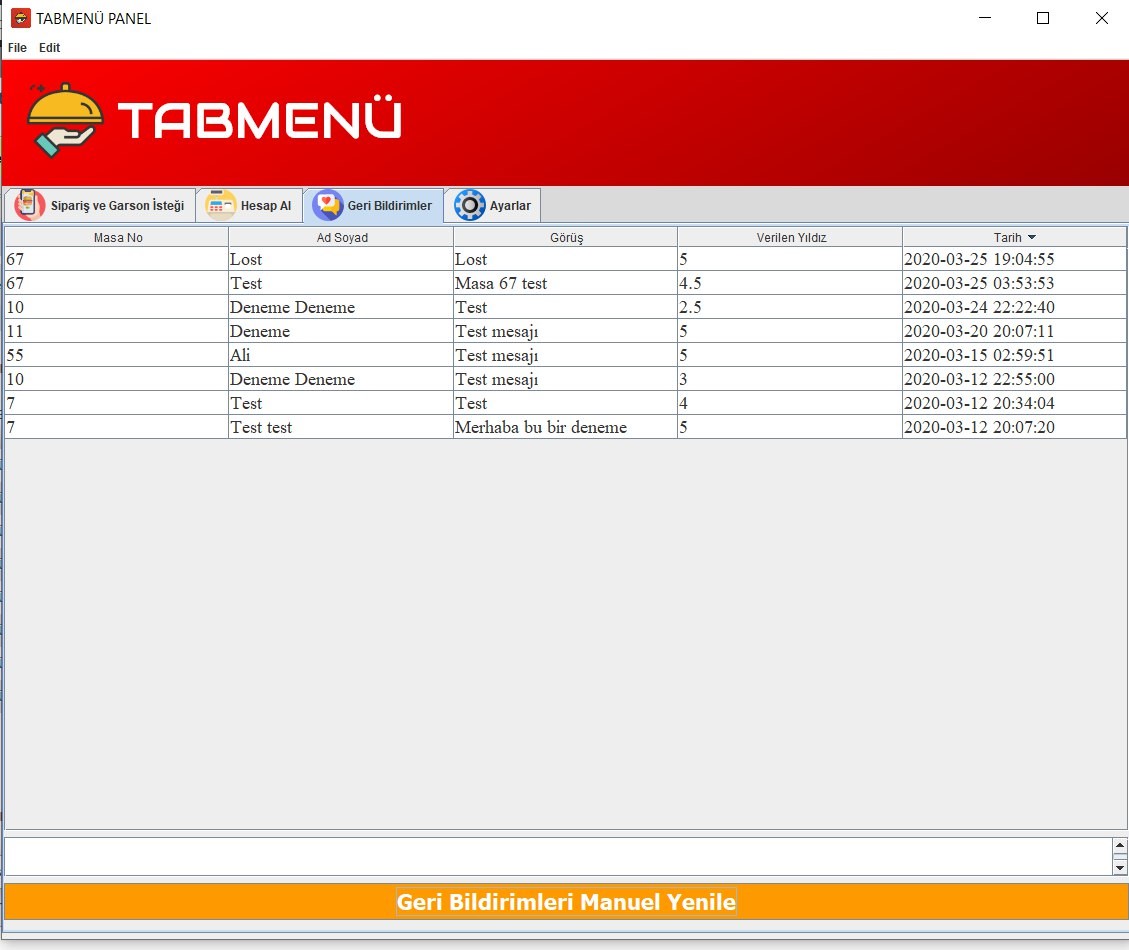 TABMENÜ PANEL
File Edit
TABMENÜ
Sipariş ve Garson İsteği Hesap Al Geri Bildirimler Ayarlar
Masa No Ad Soyad Görüş Verilen Yıldız Tarih
67 Lost Lost 5 2020-03-25 19:04:55
67 Test Masa 67 test 4.5 2020-03-25 03:53:53
10 Deneme Deneme Test 2.5 2020-03-24 22:22:40
11 Deneme Test mesajı 5 2020-03-20 20:07:11
55 Ali Test mesajı 5 2020-03-15 02:59:51
10 Deneme Deneme Test mesajı 3 2020-03-12 22:55:00
7 Test Test 4 2020-03-12 20:34:04
7 Test test Merhaba bu bir deneme 5 2020-03-12 20:07:20
Geri Bildirimleri Manuel Yenile